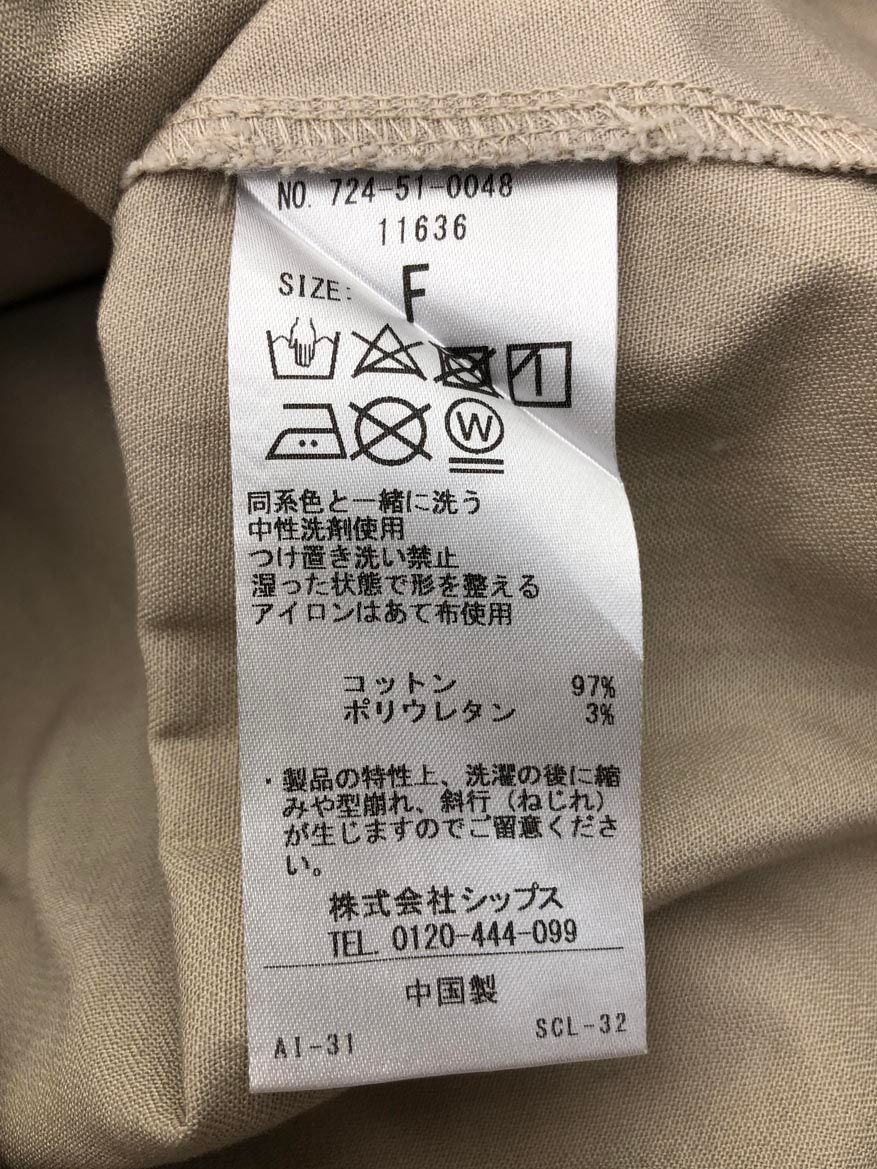 NO. 724-51-0048
11636
SIZE: F
W
同系色と一緒に洗う
中性洗剤使用
つけ置き洗い禁止
湿った状態で形を整える
アイロンはあて布使用
コットン 97%
ポリウレタン 3%
・製品の特性上、洗濯の後に縮
みや型崩れ、斜行(ねじれ)
が生じますのでご留意くださ
い。
株式会社シップス
TEL. 0120-444-099
中国製
AI-31 SCL-32